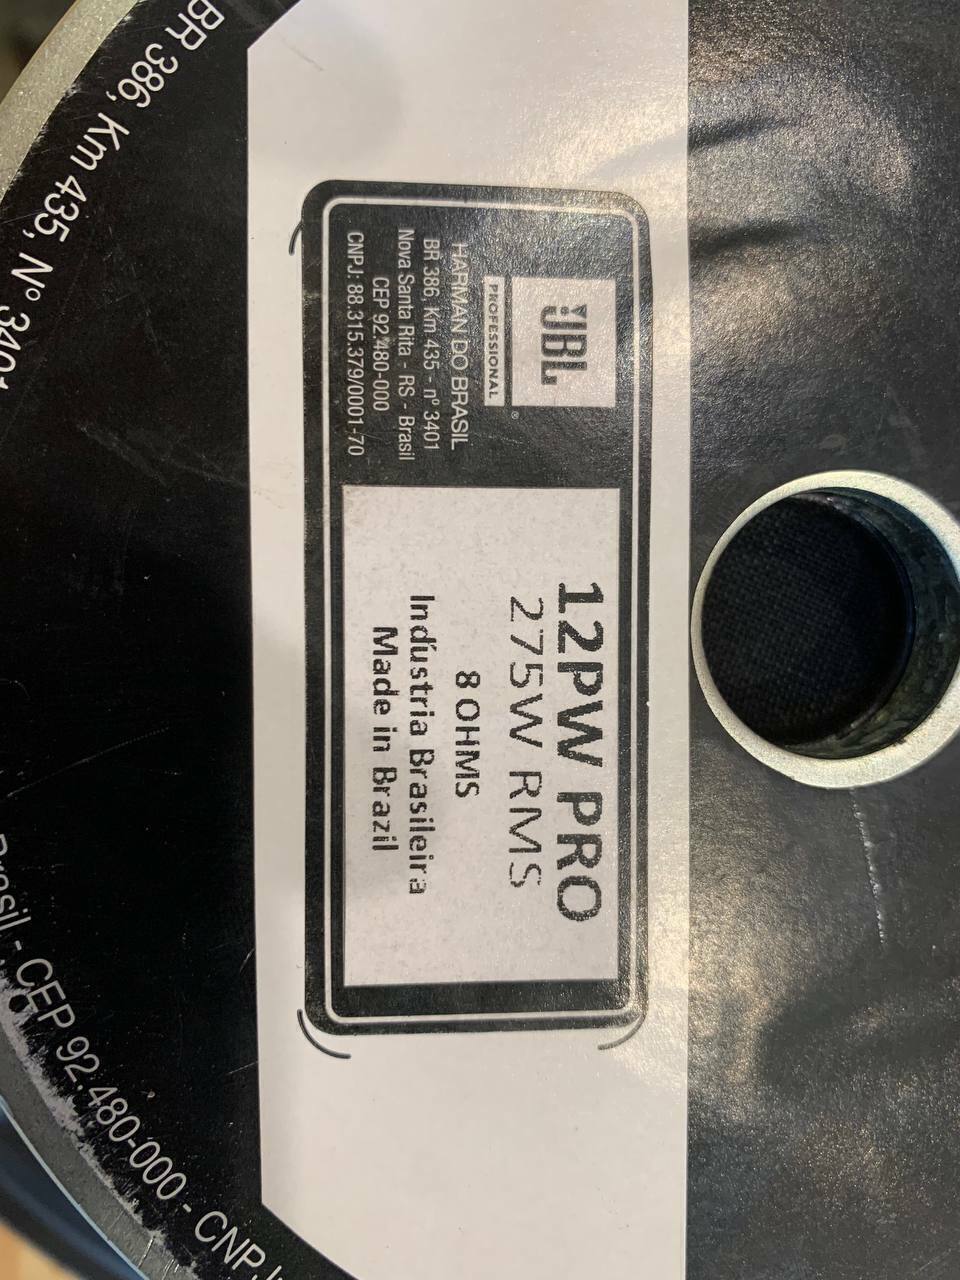 JBL
PROFESSIONAL
®
HARMAN DO BRASIL
BR 386, Km 435 - nº 3401
Nova Santa Rita - RS - Brasil
CEP 92.480-000
CNPJ: 88.315.379/0001-70
12PW PRO
275W RMS
8 OHMS
Indústria Brasileira
Made in Brazil
BR 386, Km 435, Nº 3401
Brasil - CEP 92.480-000 - CNPJ